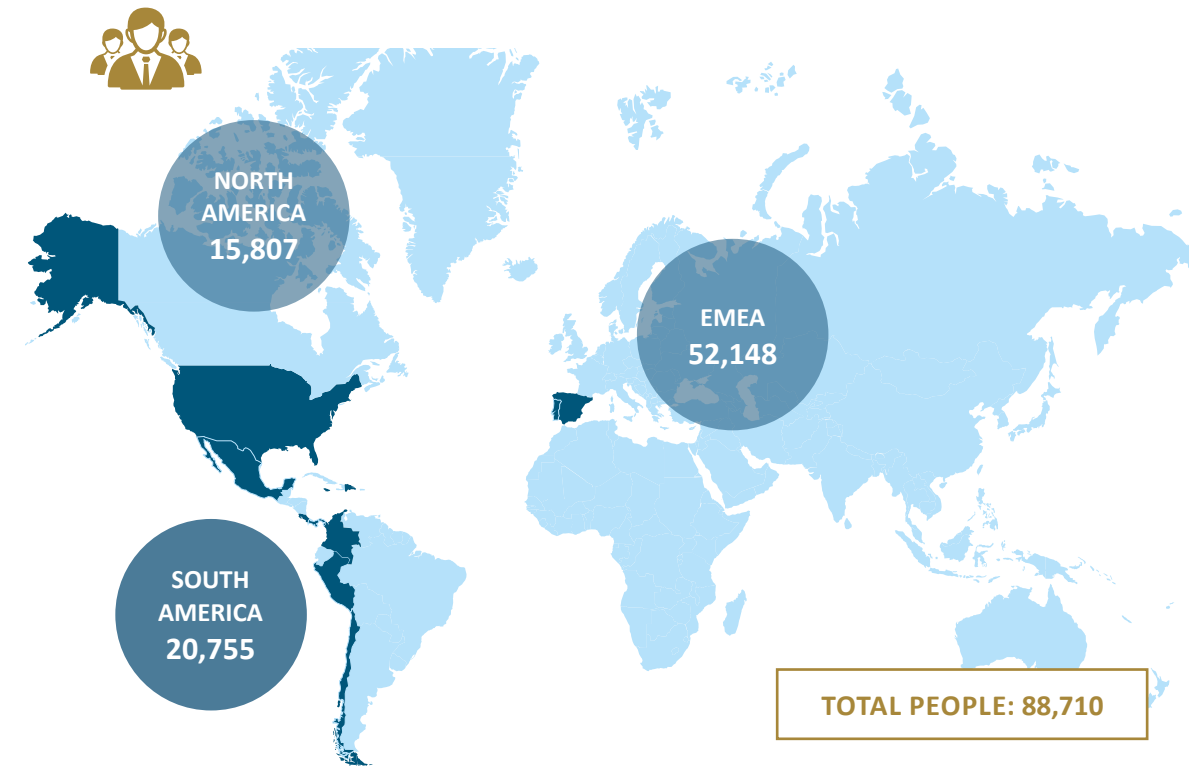 NORTH
AMERICA
15,807
EMEA
52,148
SOUTH
AMERICA
20,755
TOTAL PEOPLE: 88,710